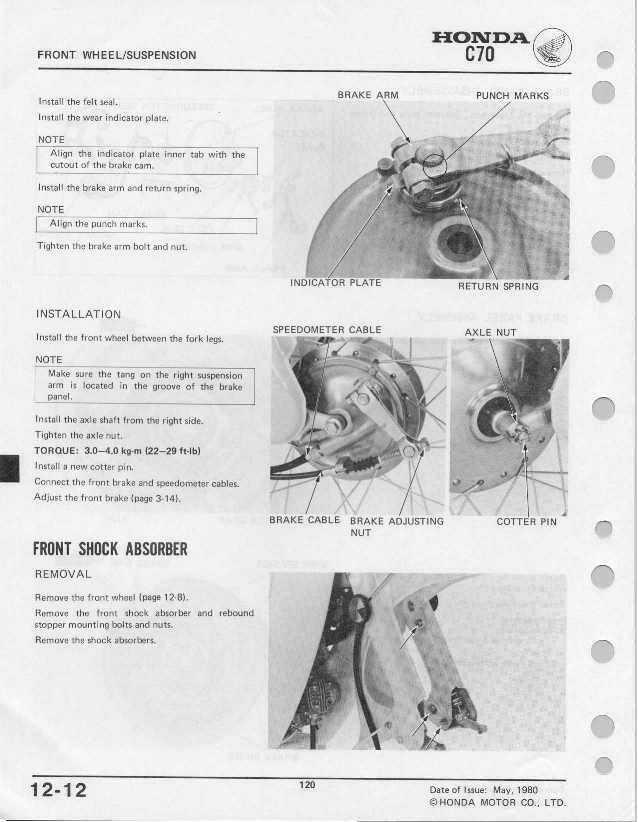 FRONT WHEEL/SUSPENSION
HONDA
C70
Install the felt seal.
Install the wear indicator plate.
NOTE
Align the indicator plate inner tab with the
cutout of the brake cam.
Install the brake arm and return spring.
NOTE
Align the punch marks.
Tighten the brake arm bolt and nut.
BRAKE ARM
PUNCH MARKS
INDICATOR PLATE
RETURN SPRING
INSTALLATION
Install the front wheel between the fork legs.
NOTE
Make sure the tang on the right suspension
arm is located in the groove of the brake
panel.
Install the axle shaft from the right side.
Tighten the axle nut.
TORQUE: 3.0–4.0 kg-m (22–29 ft-lb)
Install a new cotter pin.
Connect the front brake and speedometer cables.
Adjust the front brake (page 3-14).
SPEEDOMETER CABLE
AXLE NUT
BRAKE CABLE
BRAKE ADJUSTING
NUT
COTTER PIN
FRONT SHOCK ABSORBER
REMOVAL
Remove the front wheel (page 12-8).
Remove the front shock absorber and rebound
stopper mounting bolts and nuts.
Remove the shock absorbers.
12-12
120
Date of Issue: May, 1980
© HONDA MOTOR CO., LTD.